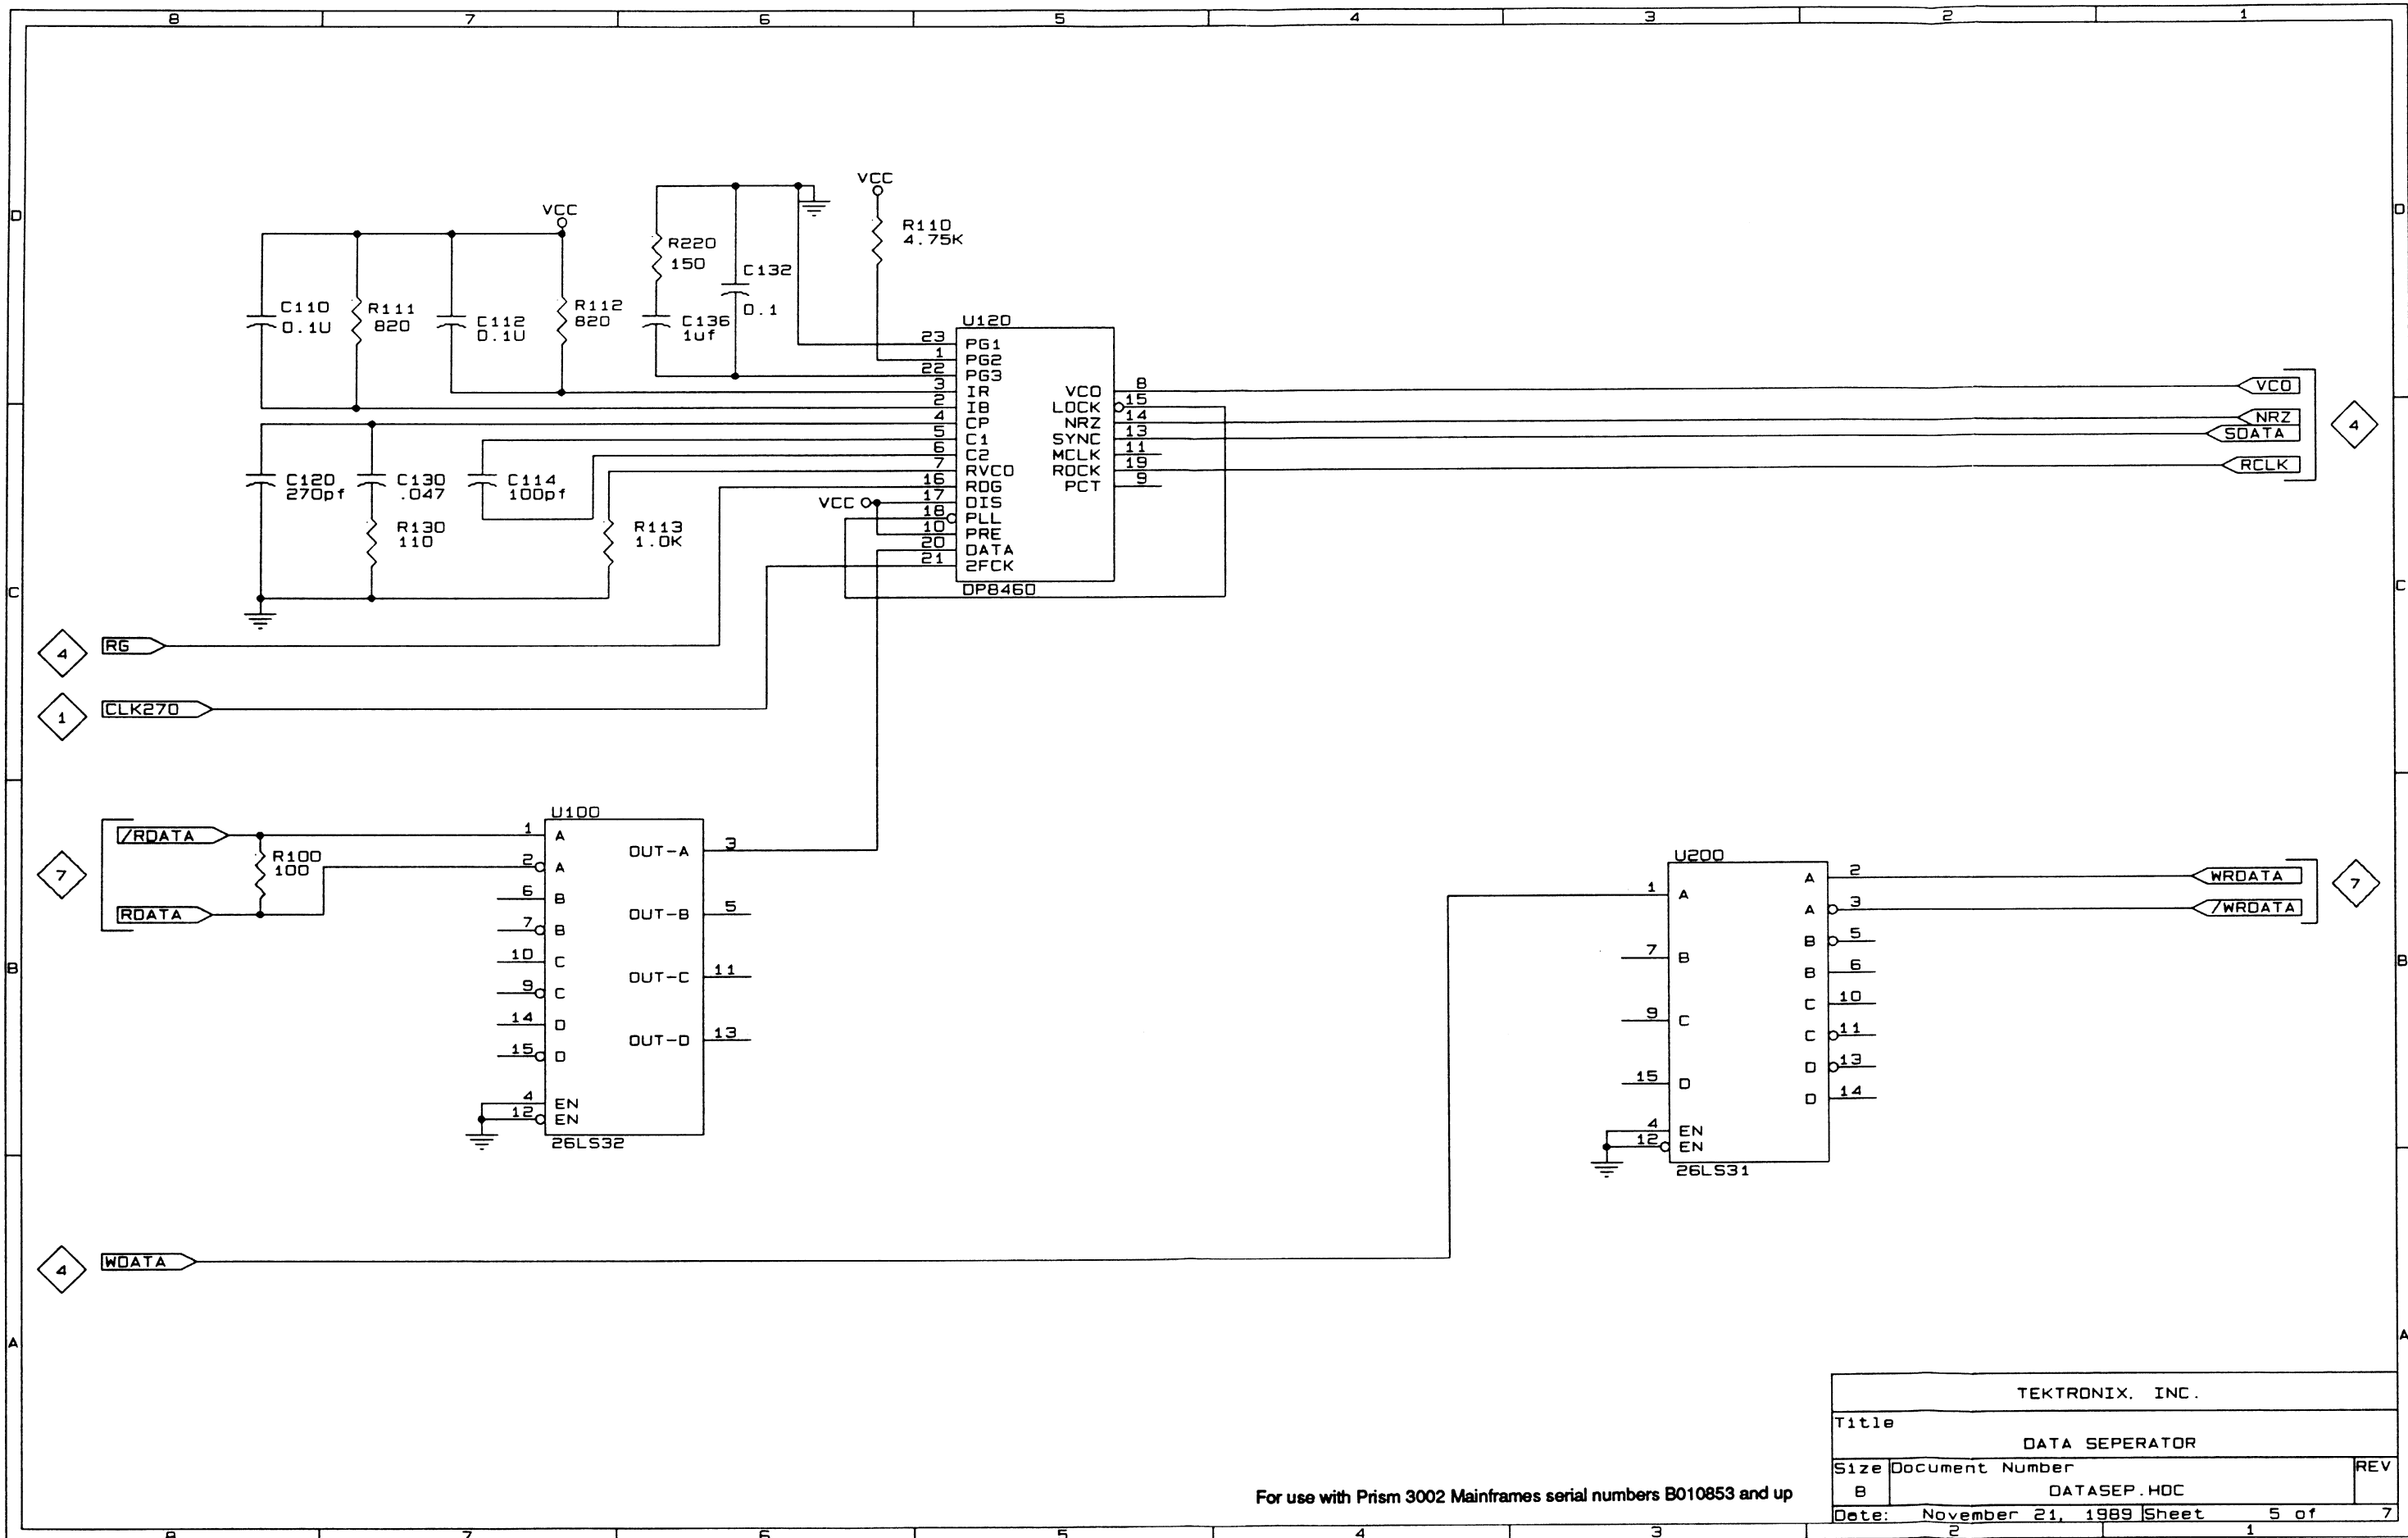 8 7 6 5 4 3 2 1
D
VCC
VCC
R110
4.75K
R220
150
C132
0.1
C110
0.1U
R111
820
C112
0.1U
R112
820
C136
1uf
U120
23 PG1
1 PG2
22 PG3
3 IR
2 IB
4 CP
5 C1
6 C2
7 RVCO
16 RDG
17 DIS
18 PLL
10 PRE
20 DATA
21 2FCK
VCO 8
LOCK 15
NRZ 14
SYNC 13
MCLK 11
RDCK 19
PCT 9
DP8460
VCO
NRZ
SDATA
RCLK
4
C120
270pf
C130
.047
C114
100pf
VCC
R130
110
R113
1.0K
D
C
C
4 RG
1 CLK270
7
/RDATA
R100
100
RDATA
U100
1 A
2 A
6 B
7 B
10 C
9 C
14 D
15 D
4 EN
12 EN
OUT-A 3
OUT-B 5
OUT-C 11
OUT-D 13
26LS32
U200
1 A
7 B
9 C
15 D
4 EN
12 EN
A 2
A 3
B 5
B 6
C 10
C 11
D 13
D 14
26LS31
WRDATA
/WRDATA
7
B
B
4 WDATA
A
A
TEKTRONIX, INC.
Title
DATA SEPERATOR
Size Document Number REV
B DATASEP.HDC
Date: November 21, 1989 Sheet 5 of 7
For use with Prism 3002 Mainframes serial numbers B010853 and up
8 7 6 5 4 3 2 1